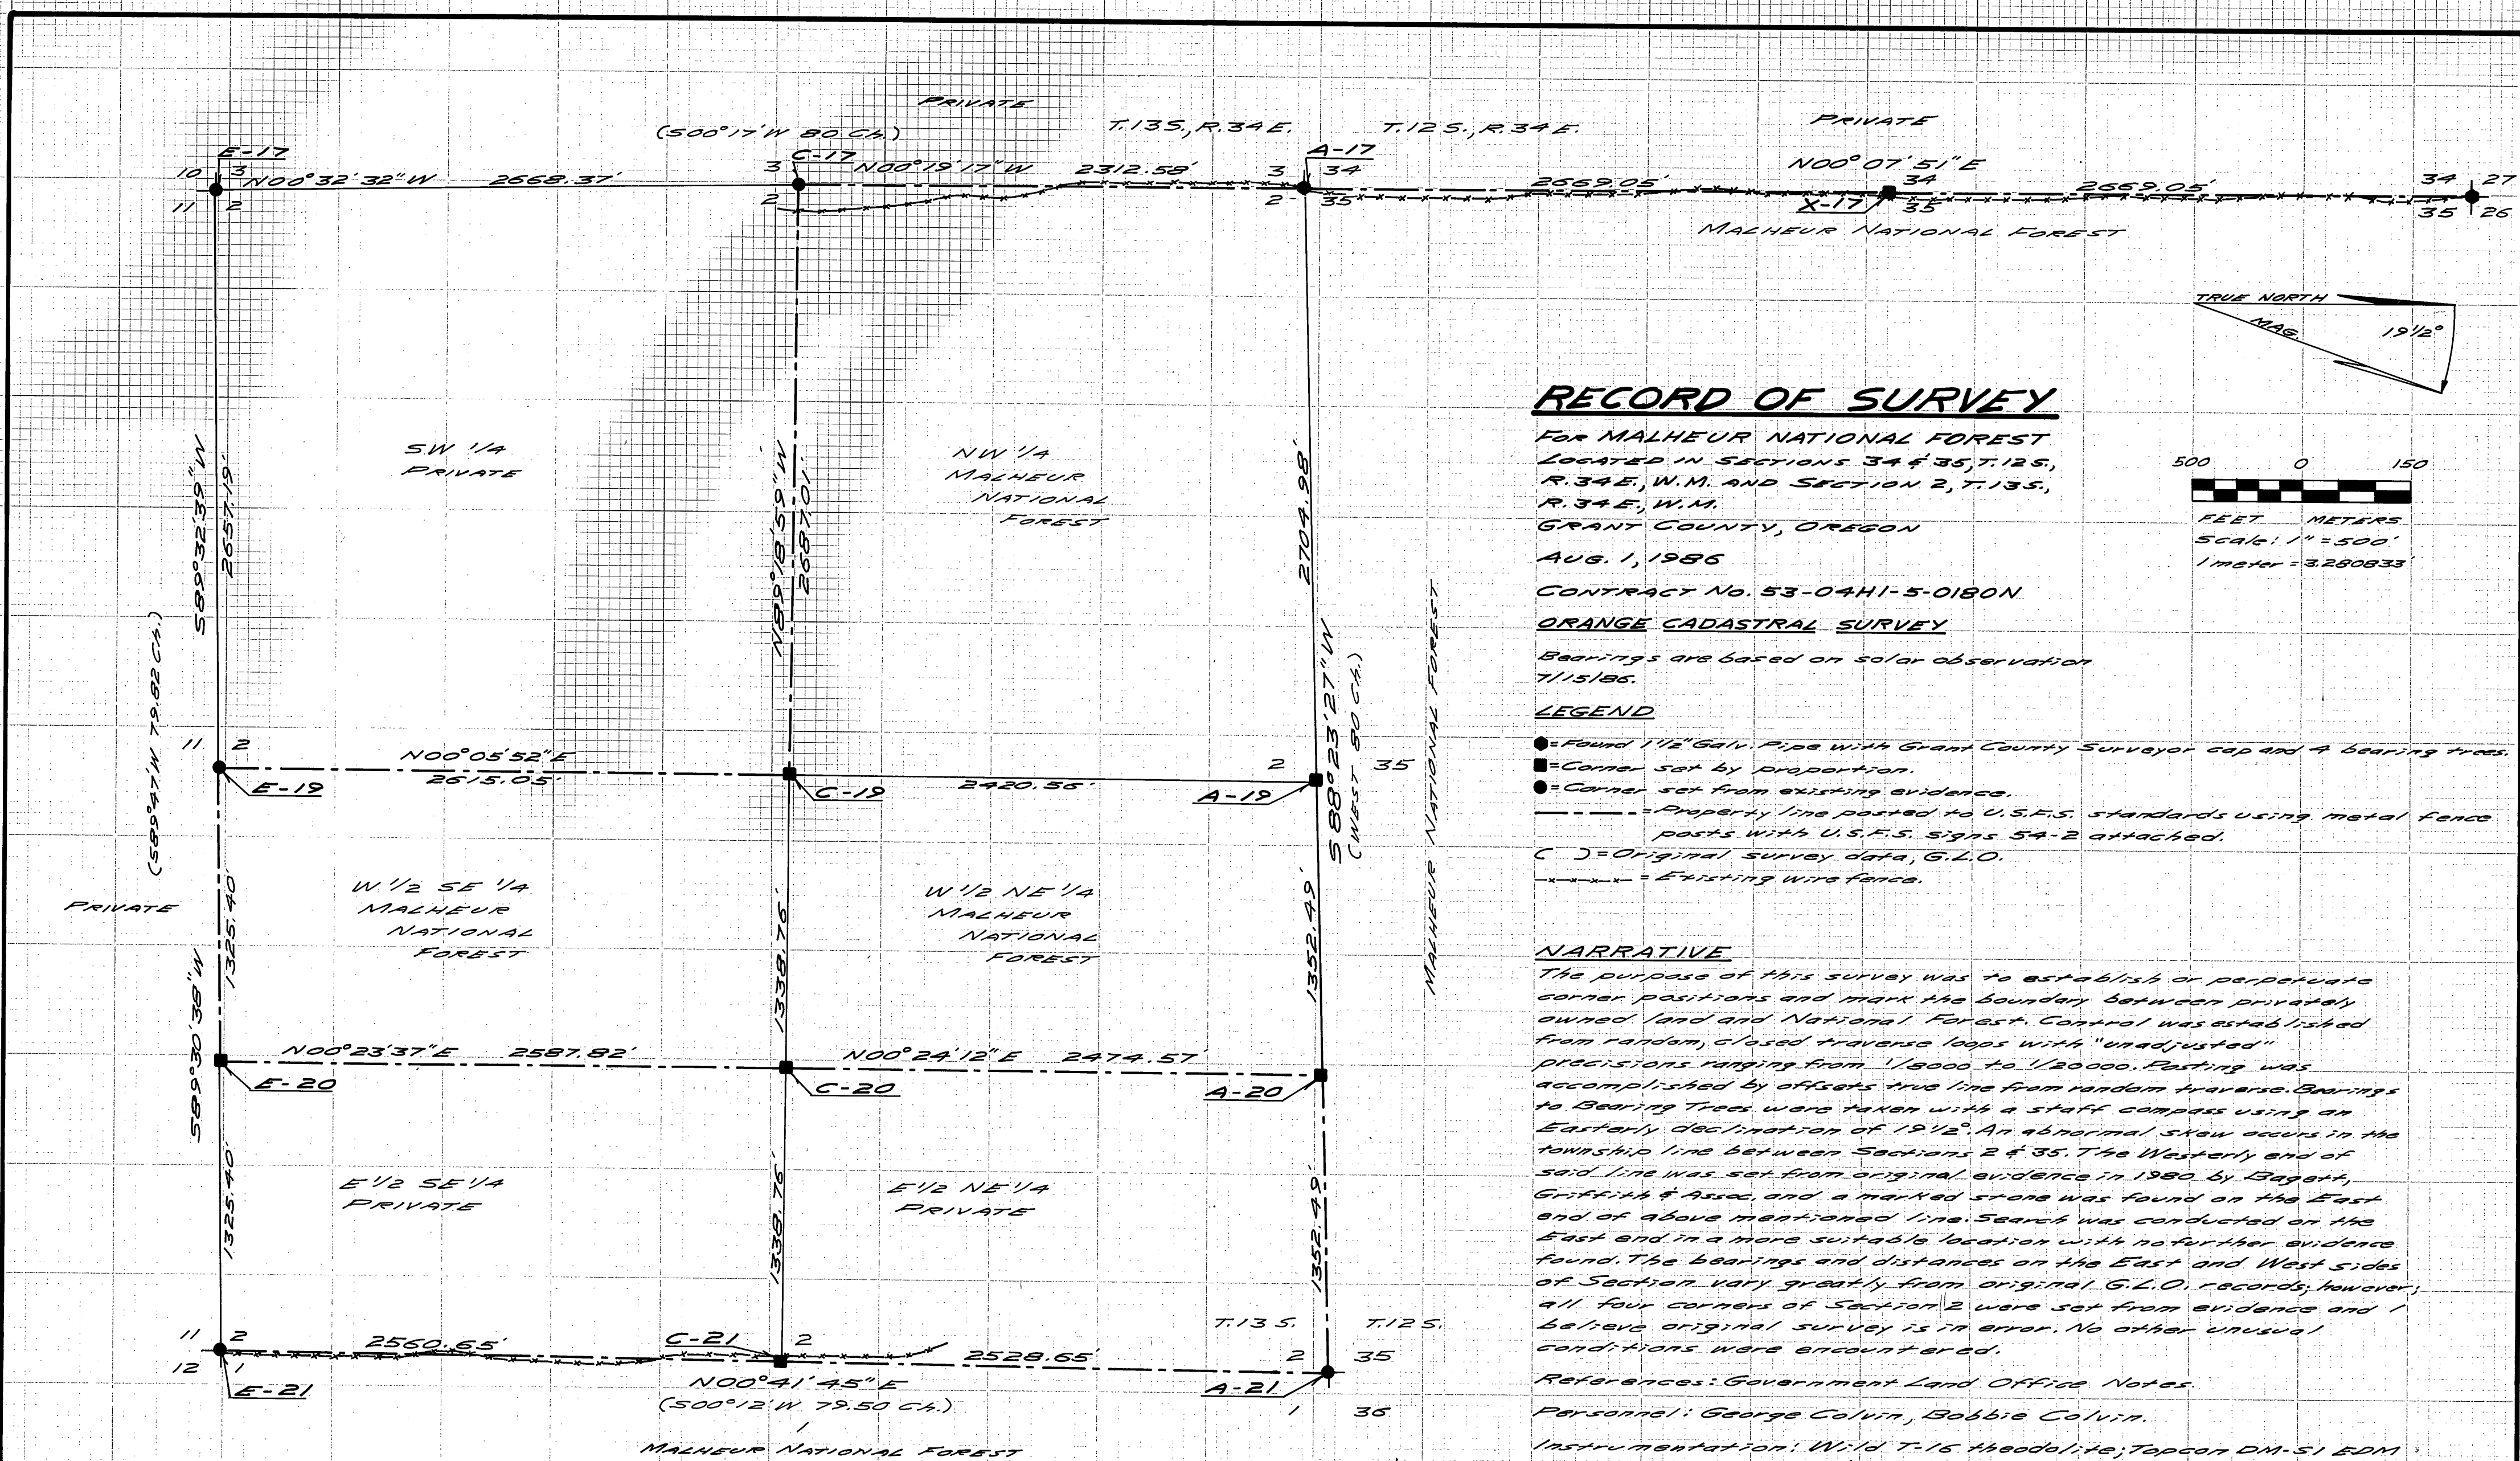 PRIVATE
(S00°17'W 80 Ch.)
T.13S., R.34E.
T.12S., R.34E.
PRIVATE
E-17
C-17
A-17
10 3
N00°32'32"W 2668.37'
3
N00°19'17"W 2312.58'
3 34
N00°07'51"E
2669.05'
34
2669.05'
34 27
11 2
2
2 35
X-17
35
35 26
MALHEUR NATIONAL FOREST
TRUE NORTH
MAG.
19 1/2°
S89°32'39"W
2657.19'
SW 1/4
PRIVATE
N89°18'59"W
2687.01'
NW 1/4
MALHEUR
NATIONAL
FOREST
2704.98'
(S89°47'W 79.82 Ch.)
S88°23'27"W
(WEST 80 Ch.)
MALHEUR NATIONAL FOREST
11 2
N00°05'52"E
2615.05'
E-19
C-19
2420.56'
A-19
2 35
PRIVATE
S89°30'38"W
1325.40'
W 1/2 SE 1/4
MALHEUR
NATIONAL
FOREST
1338.76'
W 1/2 NE 1/4
MALHEUR
NATIONAL
FOREST
1352.49'
N00°23'37"E 2587.82'
E-20
N00°24'12"E 2474.57'
C-20
A-20
1325.40'
E 1/2 SE 1/4
PRIVATE
1338.76'
E 1/2 NE 1/4
PRIVATE
1352.49'
T.13 S.
T.12 S.
11 2
12 1
2560.65'
E-21
C-21
2
2528.65'
N00°41'45"E
(S00°12'W 79.50 Ch.)
1
A-21
2 35
1 36
MALHEUR NATIONAL FOREST
RECORD OF SURVEY
FOR MALHEUR NATIONAL FOREST
LOCATED IN SECTIONS 34 & 35, T.12S.,
R.34E., W.M. AND SECTION 2, T.13S.,
R.34E., W.M.
GRANT COUNTY, OREGON
AUG. 1, 1986
CONTRACT No. 53-04H1-5-0180N
ORANGE CADASTRAL SURVEY
Bearings are based on solar observation
7/15/86.
500 0 150
FEET METERS
Scale: 1" = 500'
1 meter = 3.280833'
LEGEND
= Found 1 1/2" Galv. Pipe with Grant County Surveyor cap and 4 bearing trees.
= Corner set by proportion.
= Corner set from existing evidence.
= Property line posted to U.S.F.S. standards using metal fence
posts with U.S.F.S. signs 54-2 attached.
( ) = Original survey data, G.L.O.
= Existing wire fence.
NARRATIVE
The purpose of this survey was to establish or perpetuate
corner positions and mark the boundary between privately
owned land and National Forest. Control was established
from random, closed traverse loops with "unadjusted"
precisions ranging from 1/8000 to 1/20000. Posting was
accomplished by offsets true line from random traverse. Bearings
to Bearing Trees were taken with a staff compass using an
Easterly declination of 19 1/2°. An abnormal skew occurs in the
township line between Sections 2 & 35. The Westerly end of
said line was set from original evidence in 1980 by Bagett,
Griffith & Assoc. and a marked stone was found on the East
end of above mentioned line. Search was conducted on the
East end in a more suitable location with no further evidence
found. The bearings and distances on the East and West sides
of Section vary greatly from original G.L.O. records, however,
all four corners of Section 2 were set from evidence and I
believe original survey is in error. No other unusual
conditions were encountered.
References: Government Land Office Notes.
Personnel: George Colvin, Bobbie Colvin.
Instrumentation: Wild T-16 theodolite; Topcon DM-S1 EDM